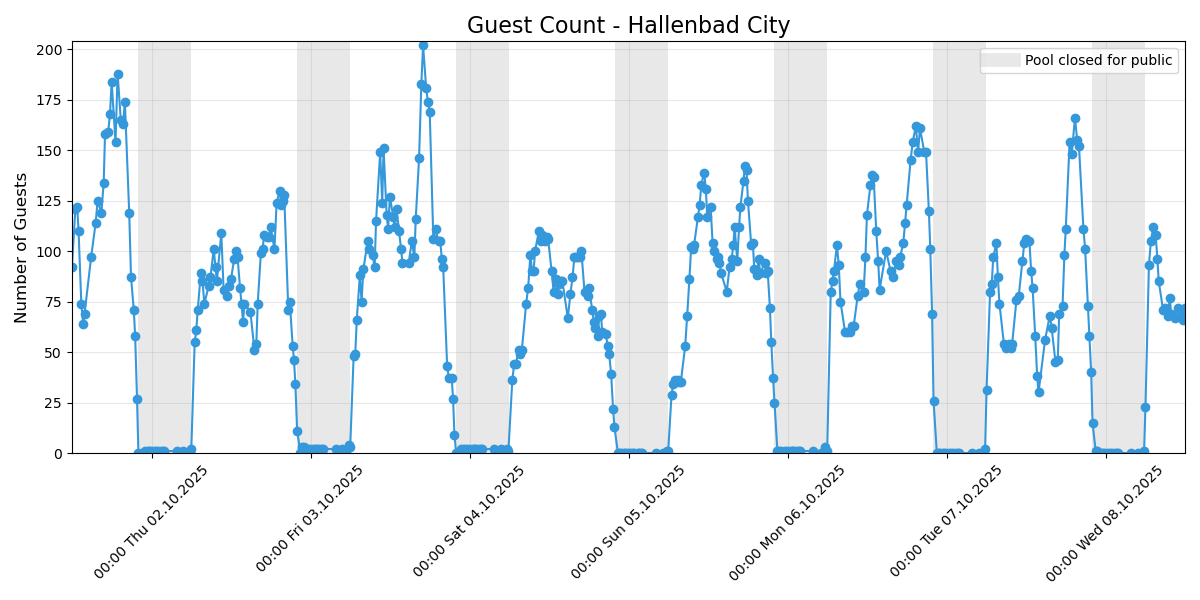 Guest Count - Hallenbad City
Number of Guests
200
175
150
125
100
75
50
25
0
Pool closed for public
00:00 Thu 02.10.2025
00:00 Fri 03.10.2025
00:00 Sat 04.10.2025
00:00 Sun 05.10.2025
00:00 Mon 06.10.2025
00:00 Tue 07.10.2025
00:00 Wed 08.10.2025